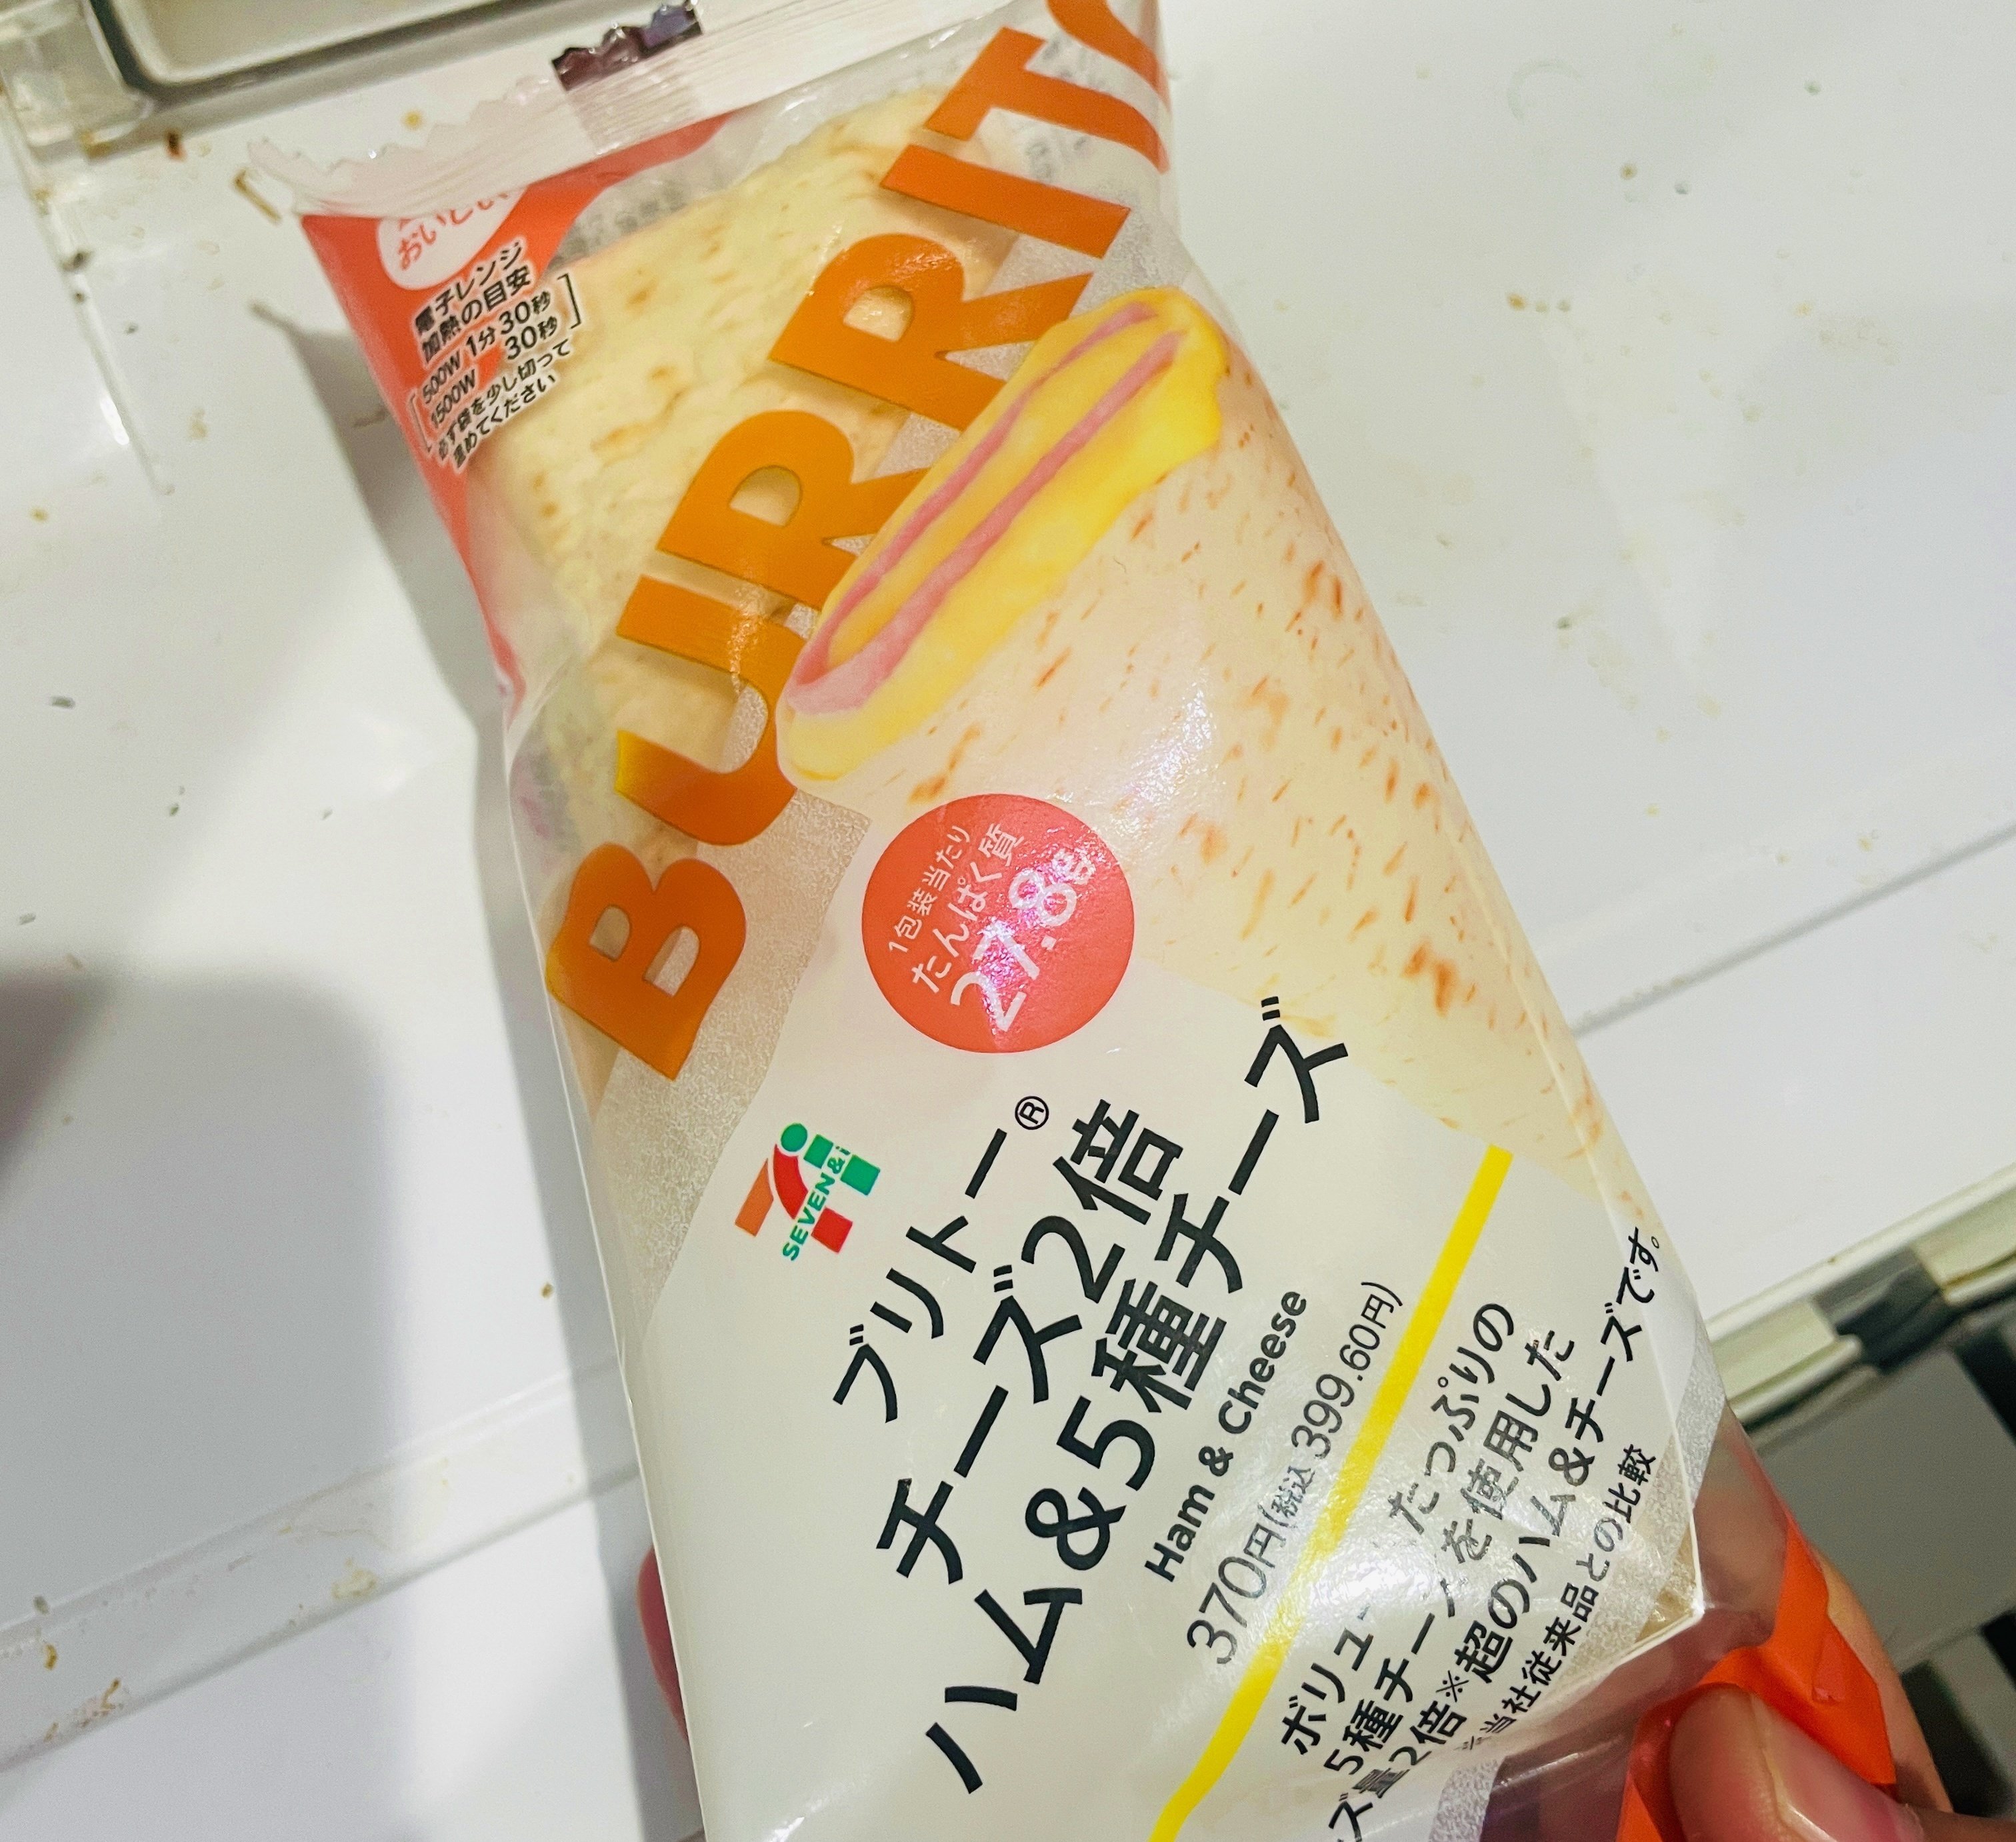 おいしい
電子レンジ
加熱の目安
500W 1分30秒
1500W 30秒
必ず袋を少し切って
温めてください
BURRITO
1包装当たり
たんぱく質
27.8g
SEVEN&i
ブリトー®
チーズ2倍
ハム&5種チーズ
Ham & Cheese
370円(税込 399.60円)
ボリュー だっぷりの
5種チーズを使用した
ズ量2倍※超のハム&チーズです。
※当社従来品との比較